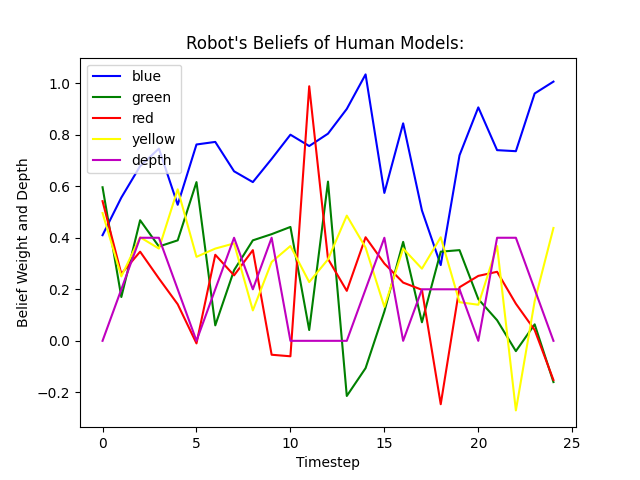 Robot's Beliefs of Human Models:
blue
green
red
yellow
depth
1.0
0.8
0.6
0.4
0.2
0.0
−0.2
Belief Weight and Depth
0 5 10 15 20 25
Timestep